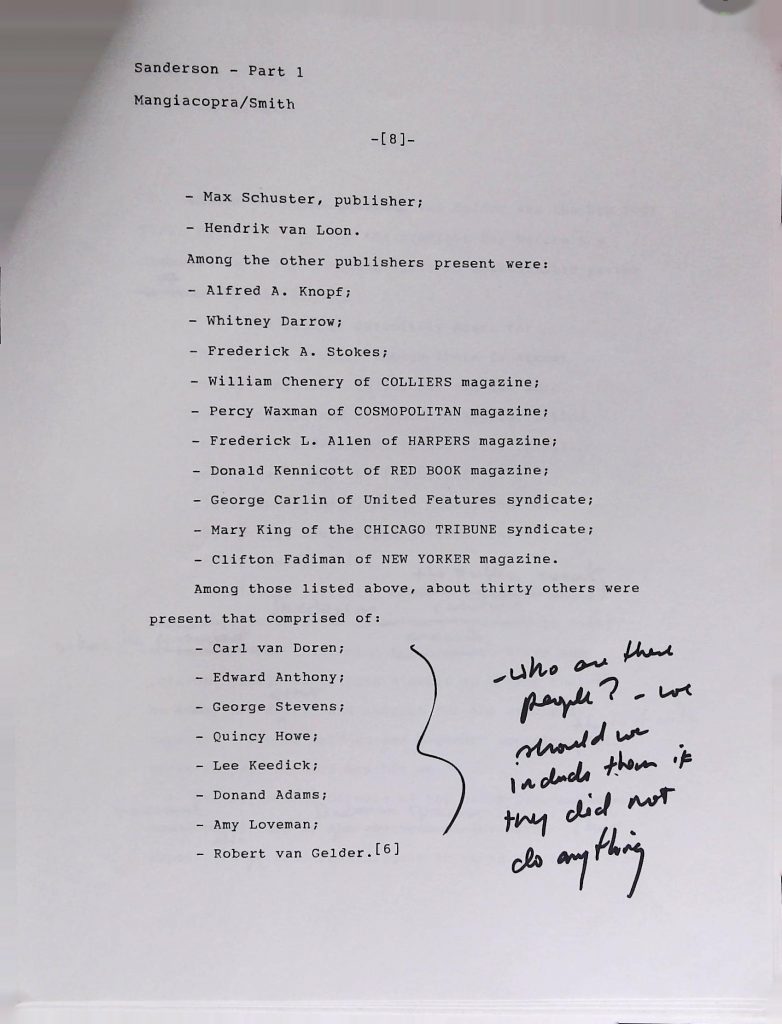 Sanderson - Part 1
Mangiacopra/Smith
-[8]-
- Max Schuster, publisher;
- Hendrik van Loon.
Among the other publishers present were:
- Alfred A. Knopf;
- Whitney Darrow;
- Frederick A. Stokes;
- William Chenery of COLLIERS magazine;
- Percy Waxman of COSMOPOLITAN magazine;
- Frederick L. Allen of HARPERS magazine;
- Donald Kennicott of RED BOOK magazine;
- George Carlin of United Features syndicate;
- Mary King of the CHICAGO TRIBUNE syndicate;
- Clifton Fadiman of NEW YORKER magazine.
Among those listed above, about thirty others were
present that comprised of:
- Carl van Doren;
- Edward Anthony;
- George Stevens;
- Quincy Howe;
- Lee Keedick;
- Donand Adams;
- Amy Loveman;
- Robert van Gelder.[6]
- who are these
people? - we
should we
include them if
they did not
do anything